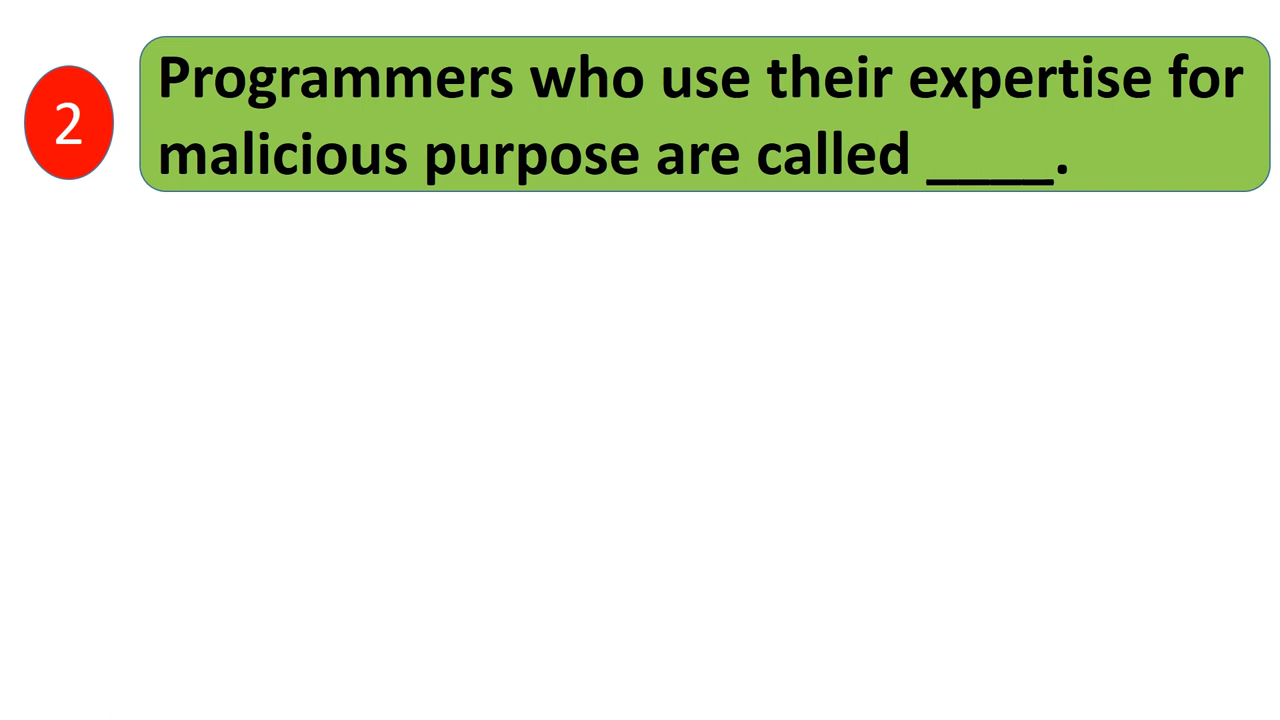 2
Programmers who use their expertise for
malicious purpose are called ____.